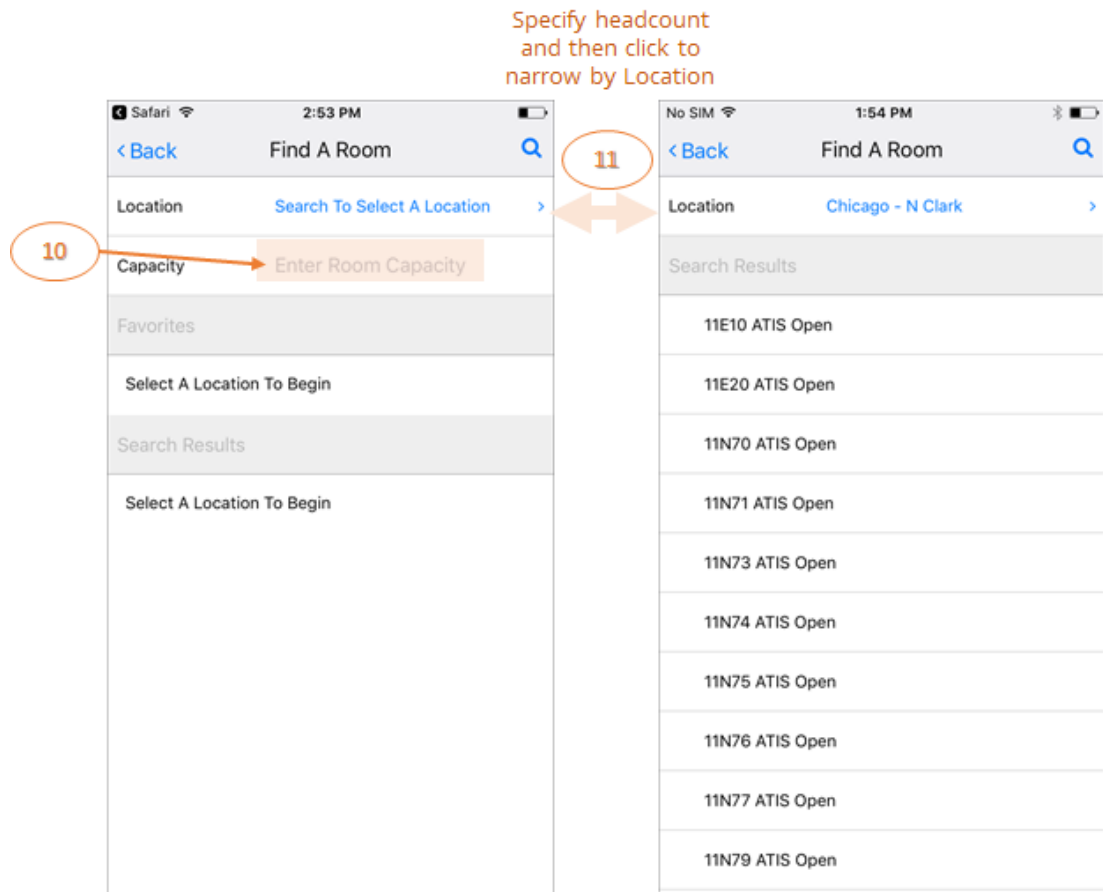 Specify headcount
and then click to
narrow by Location
Safari 2:53 PM
Back Find A Room
Location Search To Select A Location
10
Capacity Enter Room Capacity
Favorites
Select A Location To Begin
Search Results
Select A Location To Begin
11
No SIM 1:54 PM
Back Find A Room
Location Chicago - N Clark
Search Results
11E10 ATIS Open
11E20 ATIS Open
11N70 ATIS Open
11N71 ATIS Open
11N73 ATIS Open
11N74 ATIS Open
11N75 ATIS Open
11N76 ATIS Open
11N77 ATIS Open
11N79 ATIS Open